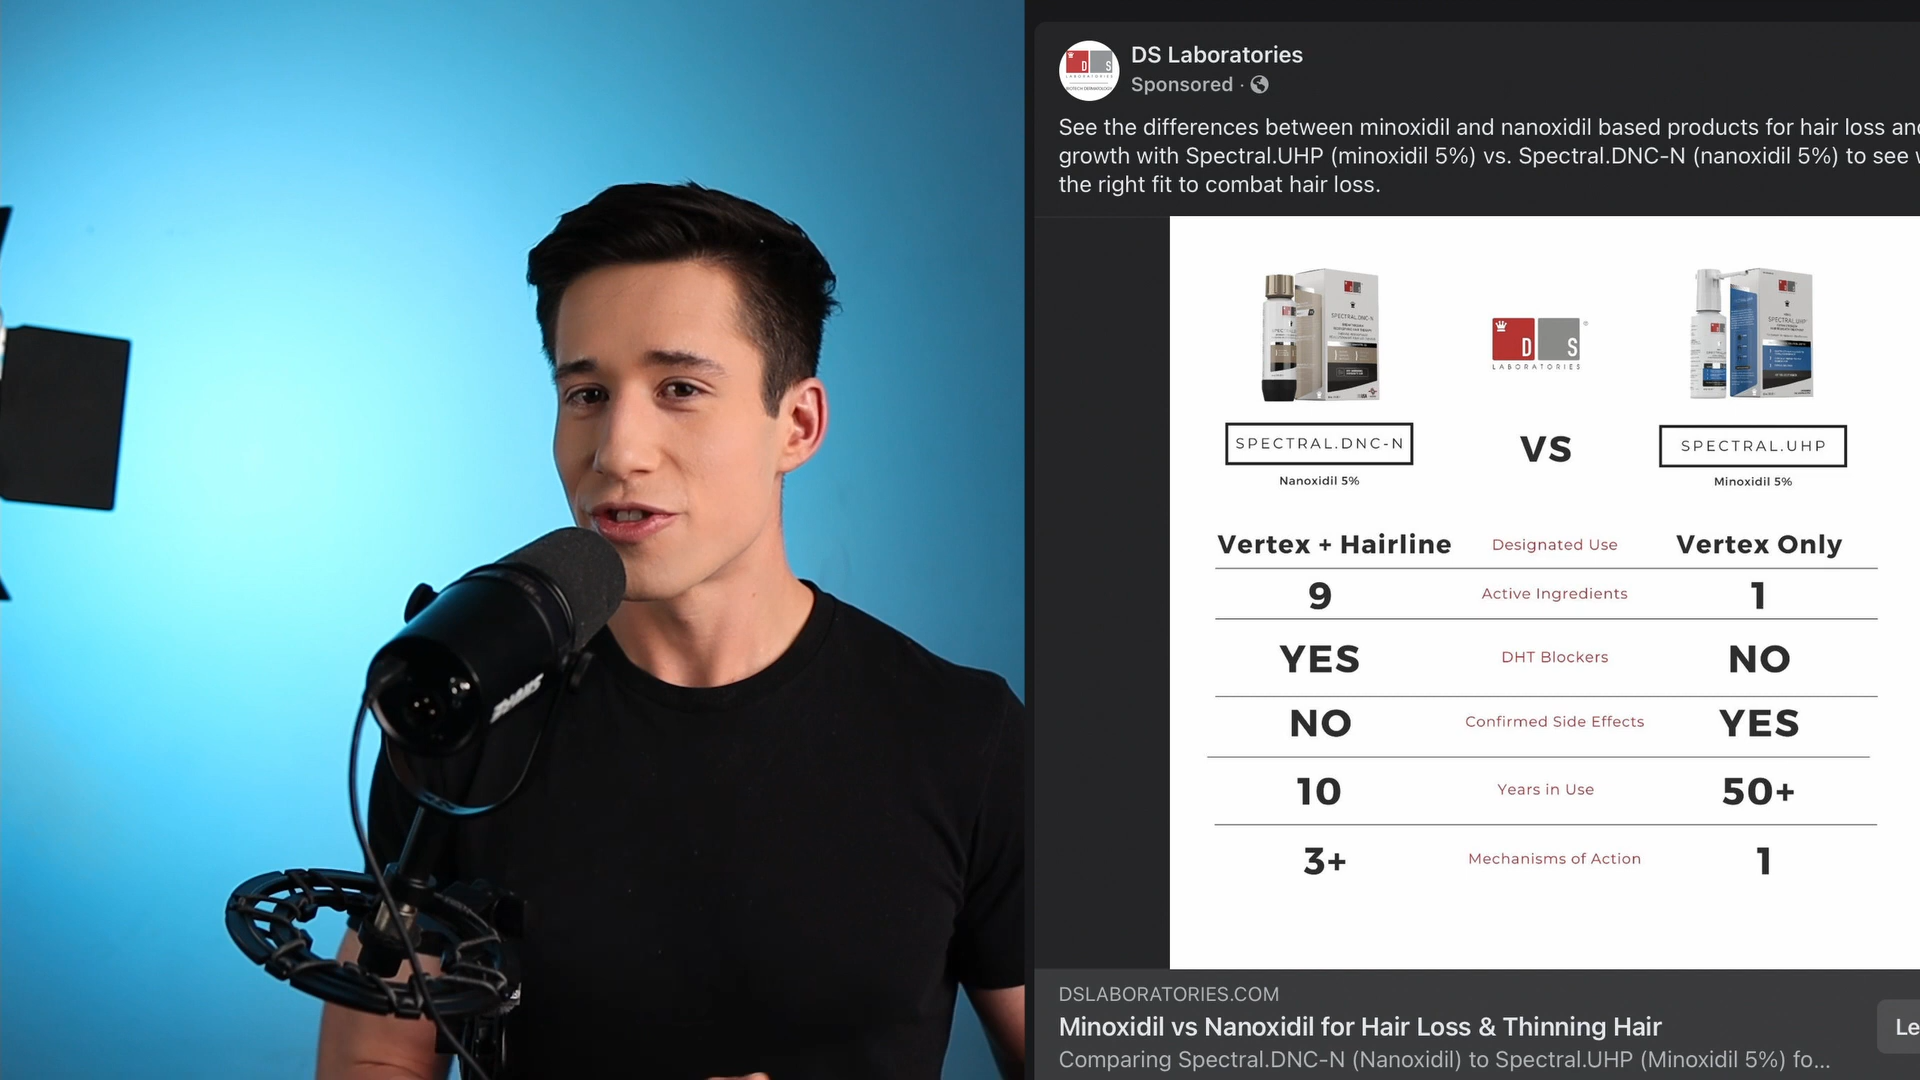 DS Laboratories
Sponsored ·
See the differences between minoxidil and nanoxidil based products for hair loss and
growth with Spectral.UHP (minoxidil 5%) vs. Spectral.DNC-N (nanoxidil 5%) to see
the right fit to combat hair loss.
D S
LABORATORIES
SPECTRAL.DNC-N
VS
SPECTRAL.UHP
Nanoxidil 5%
Minoxidil 5%
Vertex + Hairline Designated Use Vertex Only
9 Active Ingredients 1
YES DHT Blockers NO
NO Confirmed Side Effects YES
10 Years in Use 50+
3+ Mechanisms of Action 1
DSLABORATORIES.COM
Minoxidil vs Nanoxidil for Hair Loss & Thinning Hair
Le
Comparing Spectral.DNC-N (Nanoxidil) to Spectral.UHP (Minoxidil 5%) fo...
SHURE